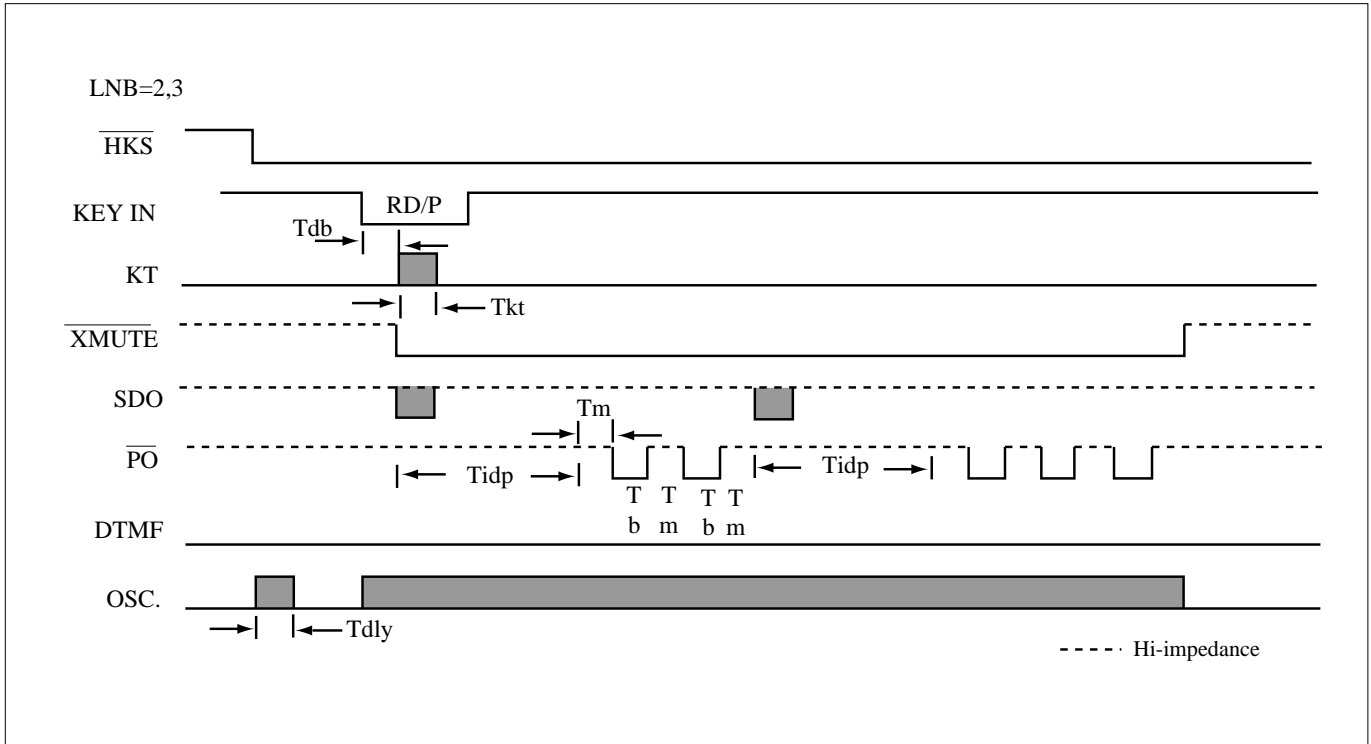 LNB=2,3
HKS
KEY IN
RD/P
Tdb
KT
Tkt
XMUTE
SDO
Tm
PO
Tidp
Tidp
T T T T
b m b m
DTMF
OSC.
Tdly
Hi-impedance